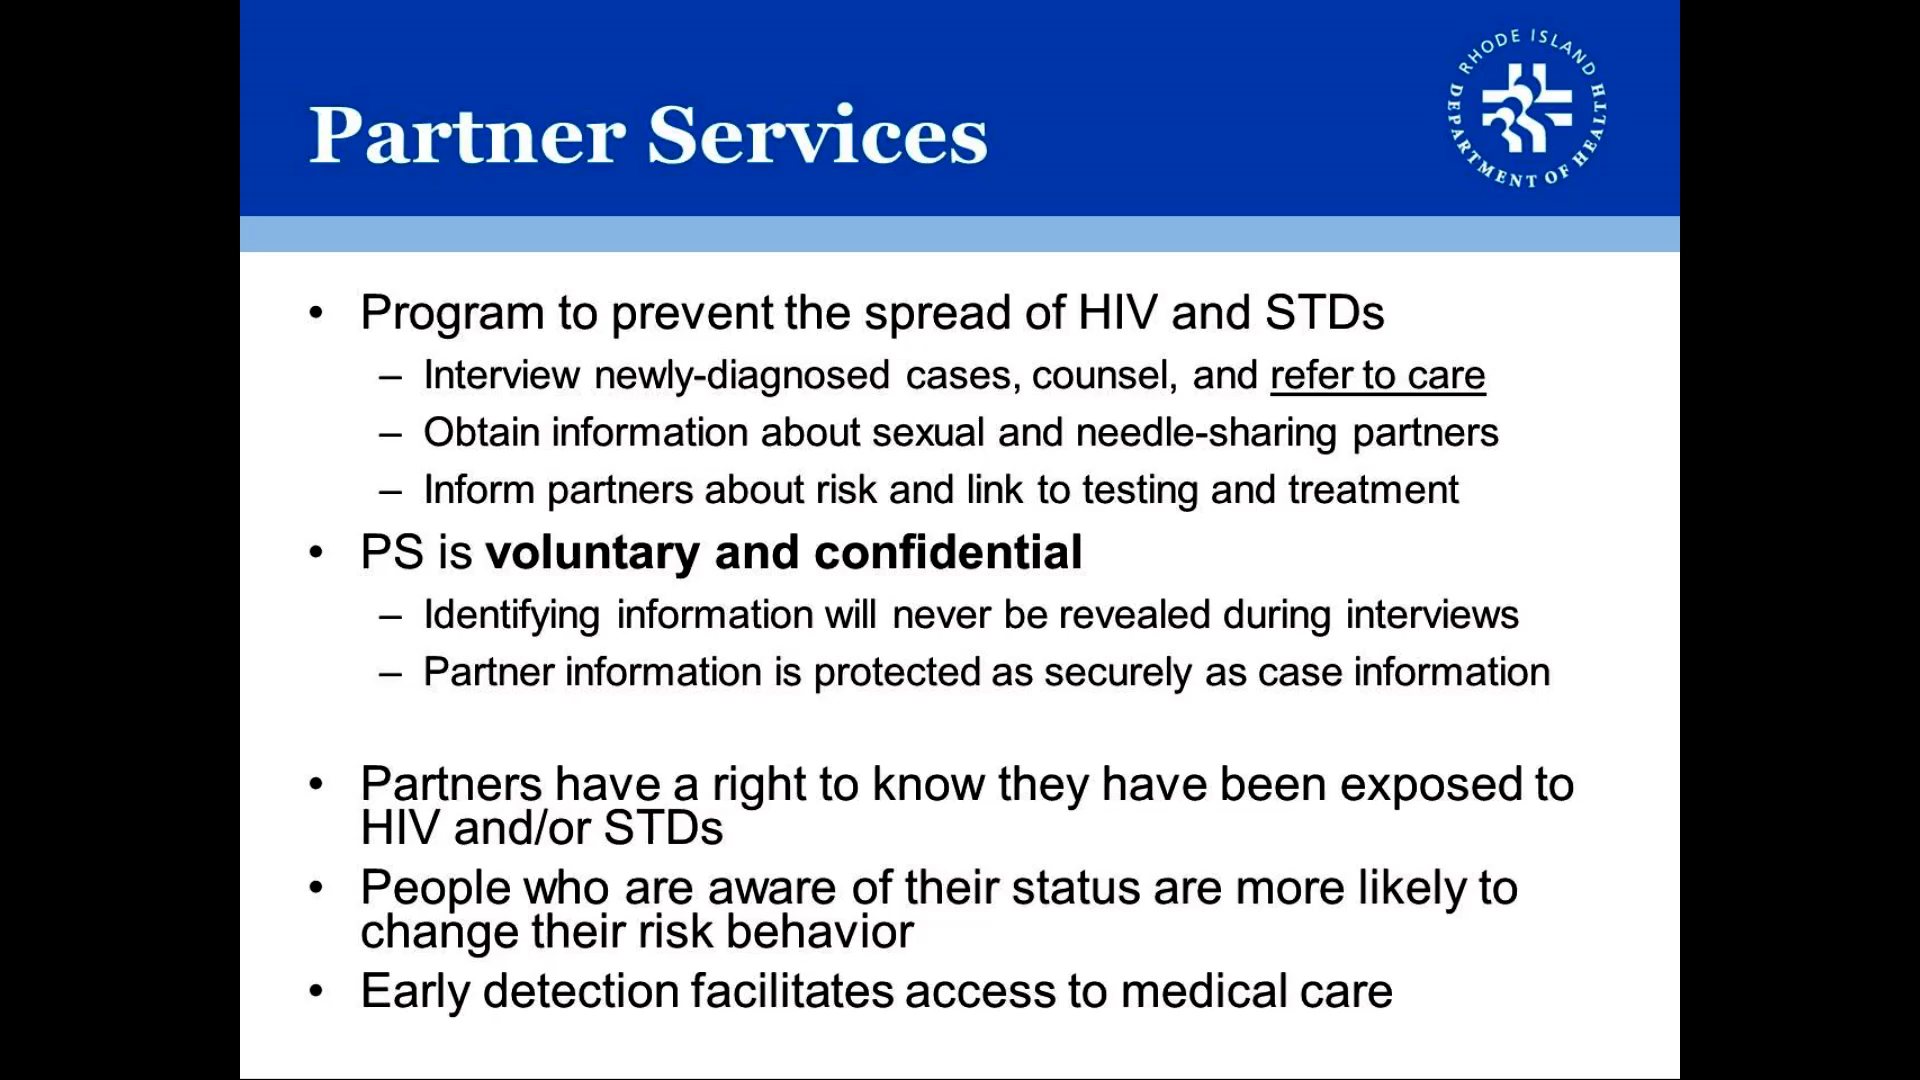 Partner Services
RHODE ISLAND
DEPARTMENT OF HEALTH
• Program to prevent the spread of HIV and STDs
– Interview newly-diagnosed cases, counsel, and refer to care
– Obtain information about sexual and needle-sharing partners
– Inform partners about risk and link to testing and treatment
• PS is voluntary and confidential
– Identifying information will never be revealed during interviews
– Partner information is protected as securely as case information
• Partners have a right to know they have been exposed to
HIV and/or STDs
• People who are aware of their status are more likely to
change their risk behavior
• Early detection facilitates access to medical care